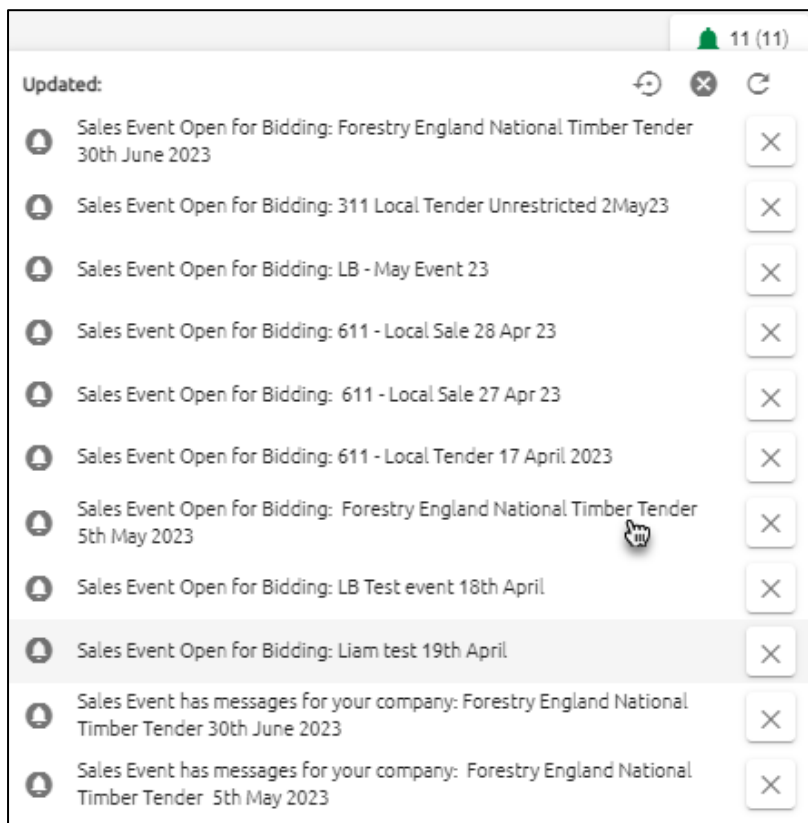 11 (11)
Updated:
Sales Event Open for Bidding: Forestry England National Timber Tender
30th June 2023
Sales Event Open for Bidding: 311 Local Tender Unrestricted 2May23
Sales Event Open for Bidding: LB - May Event 23
Sales Event Open for Bidding: 611 - Local Sale 28 Apr 23
Sales Event Open for Bidding:  611 - Local Sale 27 Apr 23
Sales Event Open for Bidding: 611 - Local Tender 17 April 2023
Sales Event Open for Bidding:  Forestry England National Timber Tender
5th May 2023
Sales Event Open for Bidding: LB Test event 18th April
Sales Event Open for Bidding: Liam test 19th April
Sales Event has messages for your company: Forestry England National
Timber Tender 30th June 2023
Sales Event has messages for your company:  Forestry England National
Timber Tender  5th May 2023